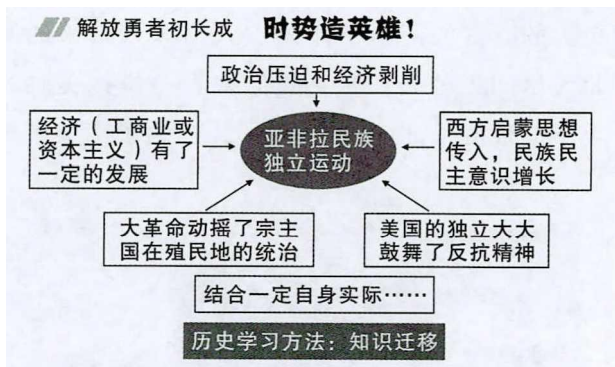 解放勇者初长成 时势造英雄！
政治压迫和经济剥削
经济（工商业或
资本主义）有了
一定的发展
亚非拉民族
独立运动
西方启蒙思想
传入，民族民
主意识增长
大革命动摇了宗主
国在殖民地的统治
美国的独立大大
鼓舞了反抗精神
结合一定自身实际……
历史学习方法：知识迁移